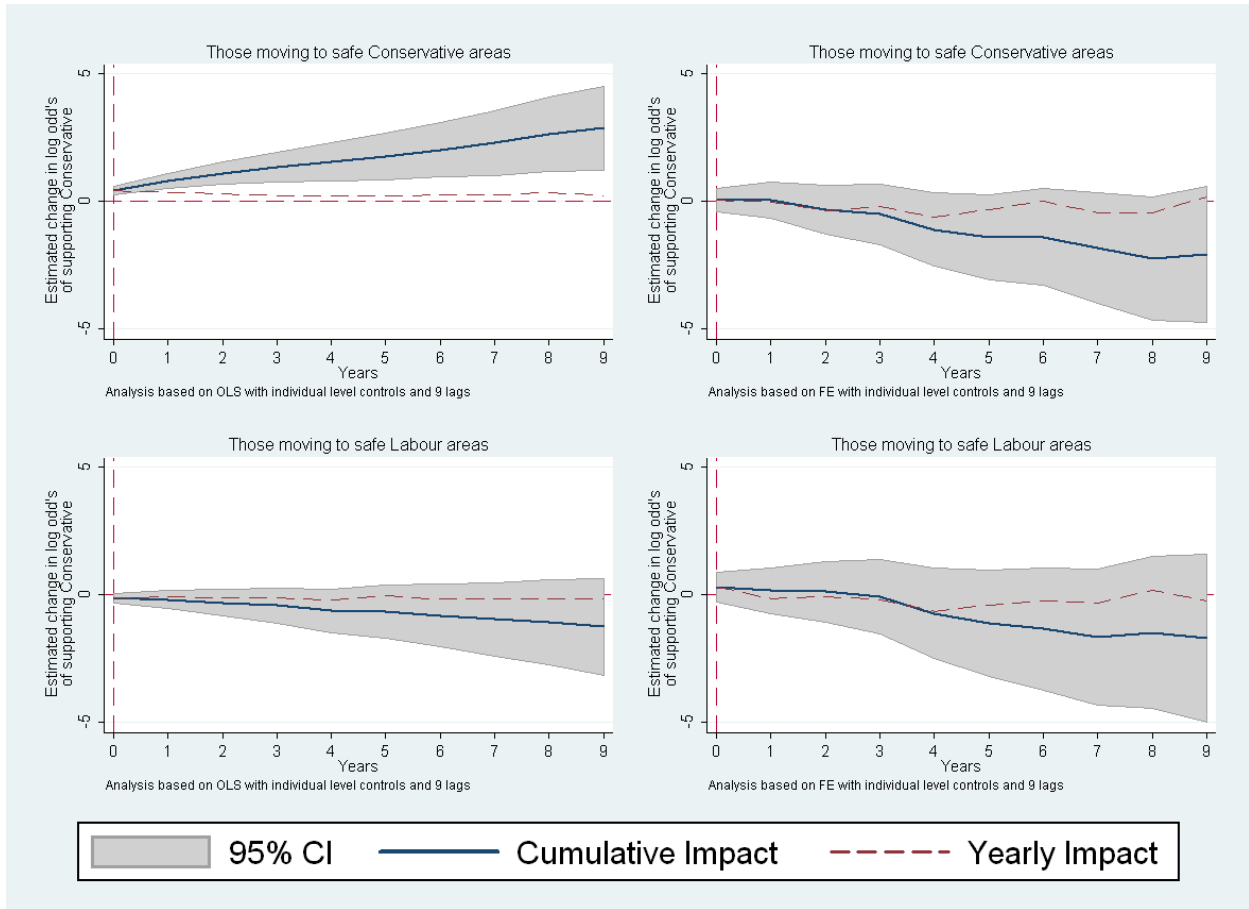 Those moving to safe Conservative areas
Estimated change in log odd's
of supporting Conservative
5
0
-5
0 1 2 3 4 5 6 7 8 9
Years
Analysis based on OLS with individual level controls and 9 lags
Those moving to safe Conservative areas
Estimated change in log odd's
of supporting Conservative
5
0
-5
0 1 2 3 4 5 6 7 8 9
Years
Analysis based on FE with individual level controls and 9 lags
Those moving to safe Labour areas
Estimated change in log odd's
of supporting Conservative
5
0
-5
0 1 2 3 4 5 6 7 8 9
Years
Analysis based on OLS with individual level controls and 9 lags
Those moving to safe Labour areas
Estimated change in log odd's
of supporting Conservative
5
0
-5
0 1 2 3 4 5 6 7 8 9
Years
Analysis based on FE with individual level controls and 9 lags
95% CI Cumulative Impact Yearly Impact